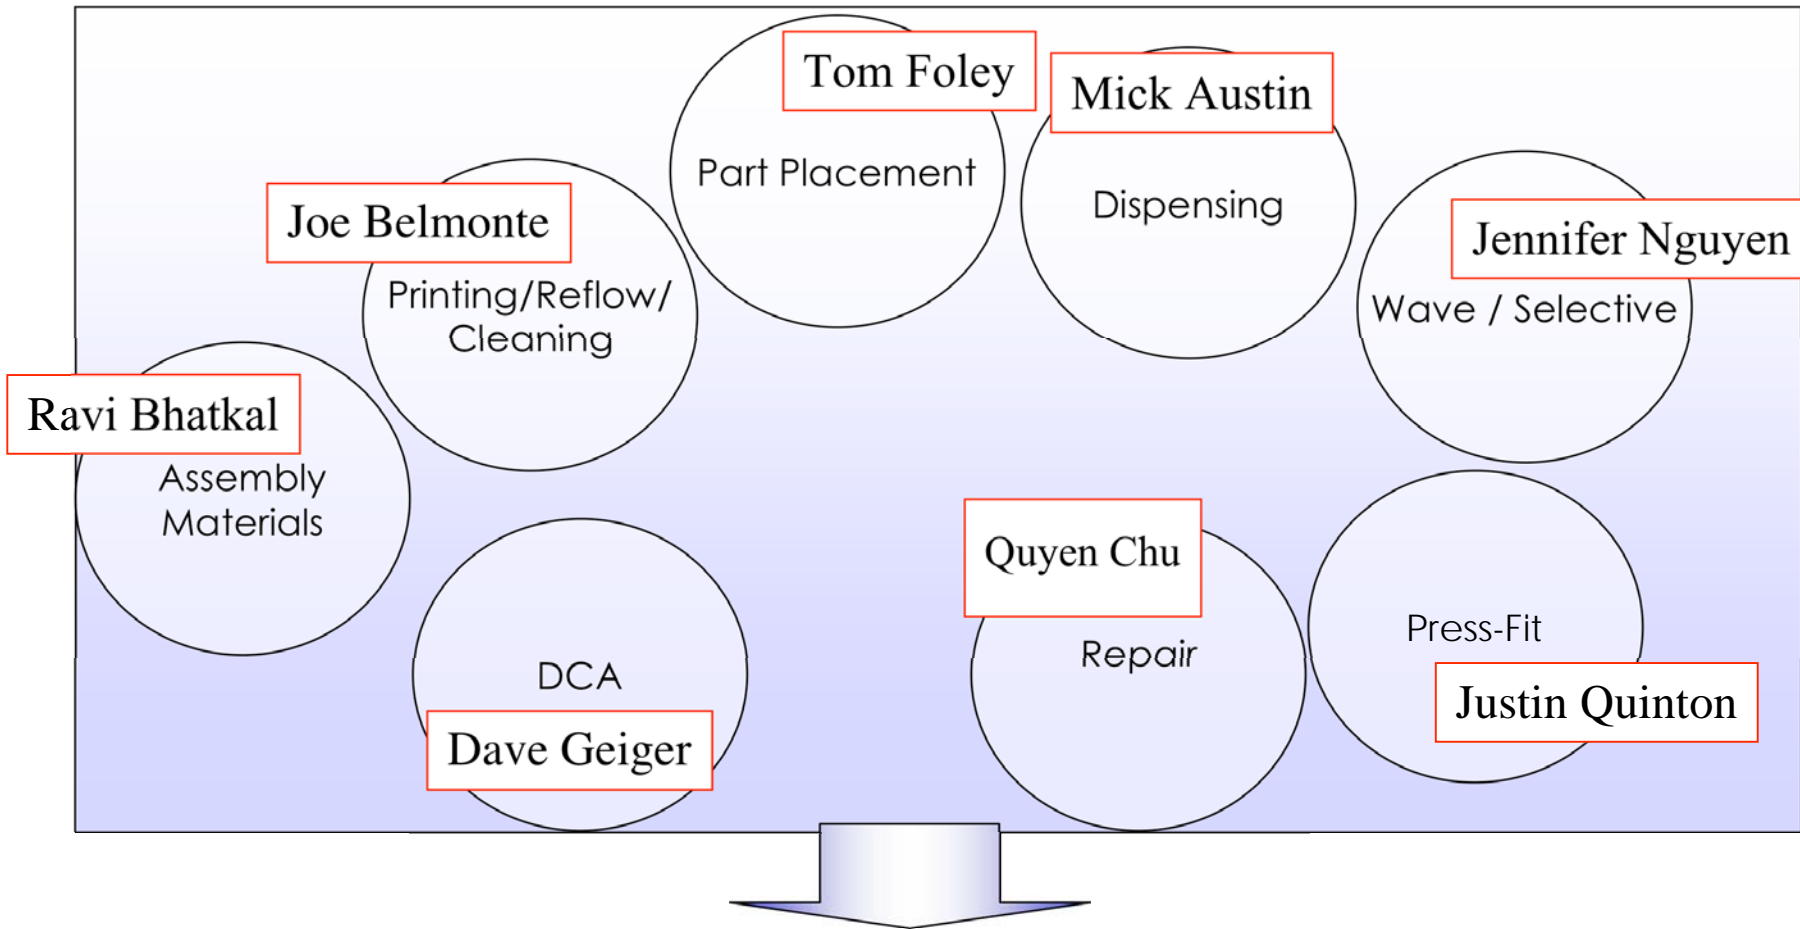 Tom Foley
Part Placement
Mick Austin
Dispensing
Joe Belmonte
Printing/Reflow/
Cleaning
Jennifer Nguyen
Wave / Selective
Ravi Bhatkal
Assembly
Materials
DCA
Dave Geiger
Quyen Chu
Repair
Press-Fit
Justin Quinton